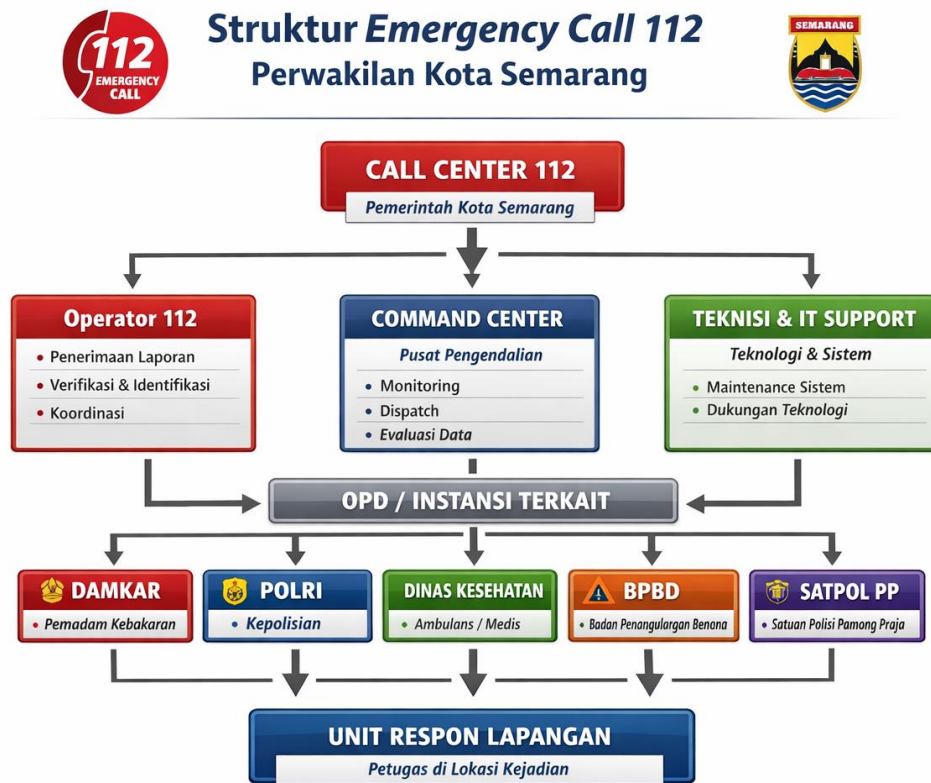 112
EMERGENCY
CALL
Struktur Emergency Call 112
Perwakilan Kota Semarang
SEMARANG
CALL CENTER 112
Pemerintah Kota Semarang
Operator 112
• Penerimaan Laporan
• Verifikasi & Identifikasi
• Koordinasi
COMMAND CENTER
Pusat Pengendalian
• Monitoring
• Dispatch
• Evaluasi Data
TEKNISI & IT SUPPORT
Teknologi & Sistem
• Maintenance Sistem
• Dukungan Teknologi
OPD / INSTANSI TERKAIT
DAMKAR
• Pemadam Kebakaran
POLRI
• Kepolisian
DINAS KESEHATAN
• Ambulans / Medis
BPBD
• Badan Penangulargan Benana
SATPOL PP
• Satuan Polisi Pamong Praja
UNIT RESPON LAPANGAN
Petugas di Lokasi Kejadian